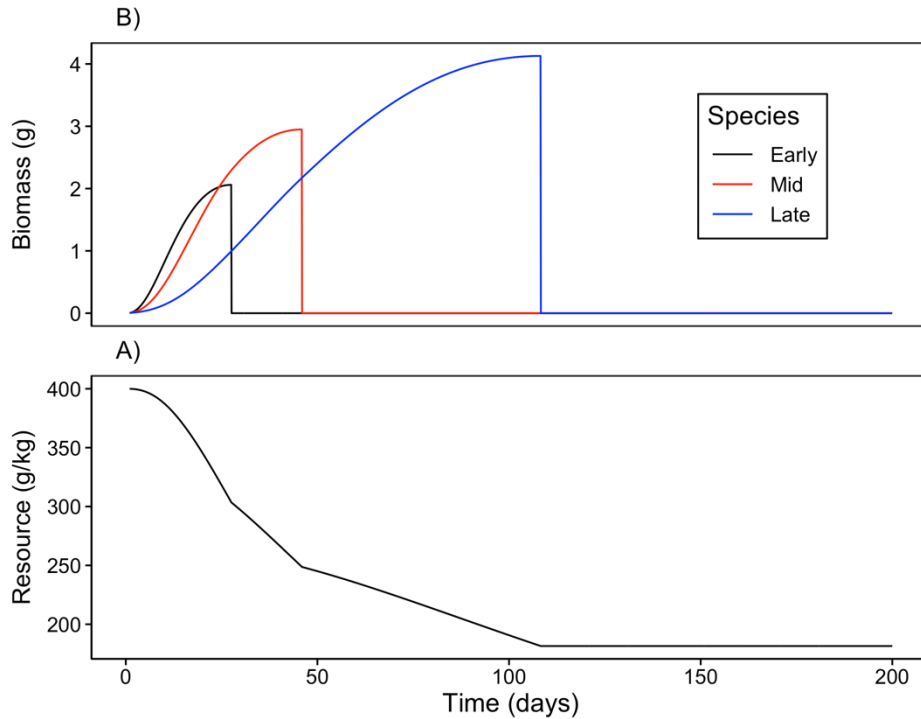 B)
Biomass (g)
4
3
2
1
0
Species
Early
Mid
Late
A)
Resource (g/kg)
400
350
300
250
200
0
50
100
150
200
Time (days)